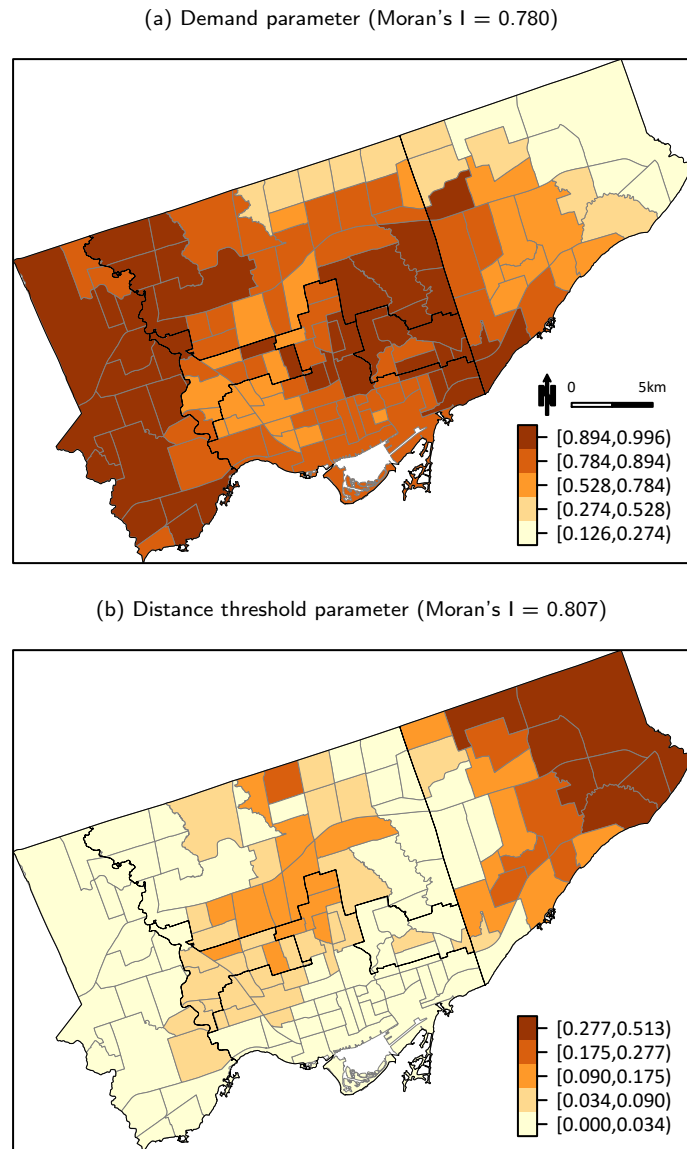 (a) Demand parameter (Moran's I = 0.780)
N
0 5km
[0.894,0.996)
[0.784,0.894)
[0.528,0.784)
[0.274,0.528)
[0.126,0.274)
(b) Distance threshold parameter (Moran's I = 0.807)
[0.277,0.513)
[0.175,0.277)
[0.090,0.175)
[0.034,0.090)
[0.000,0.034)